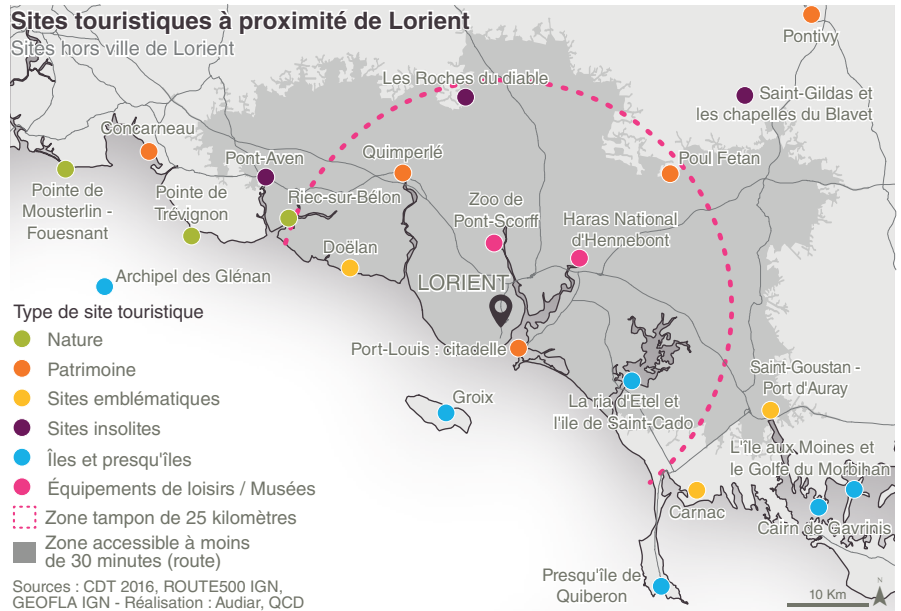 Sites touristiques à proximité de Lorient
Sites hors ville de Lorient
Pontivy
Les Roches du diable
Saint-Gildas et
les chapelles du Blavet
Concarneau
Pont-Aven
Quimperlé
Poul Fetan
Pointe de
Mousterlin -
Fouesnant
Pointe de
Trévignon
Riec-sur-Bélon
Zoo de
Pont-Scorff
Haras National
d'Hennebont
Doëlan
Archipel des Glénan
LORIENT
Port-Louis : citadelle
Saint-Goustan -
Port d'Auray
Groix
La ria d'Etel et
l'île de Saint-Cado
L'île aux Moines et
le Golfe du Morbihan
Carnac
Cairn de Gavrinis
Presqu'île de
Quiberon
Type de site touristique
Nature
Patrimoine
Sites emblématiques
Sites insolites
Îles et presqu'îles
Équipements de loisirs / Musées
Zone tampon de 25 kilomètres
Zone accessible à moins
de 30 minutes (route)
Sources : CDT 2016, ROUTE500 IGN,
GEOFLA IGN - Réalisation : Audiar, QCD
10 Km
N